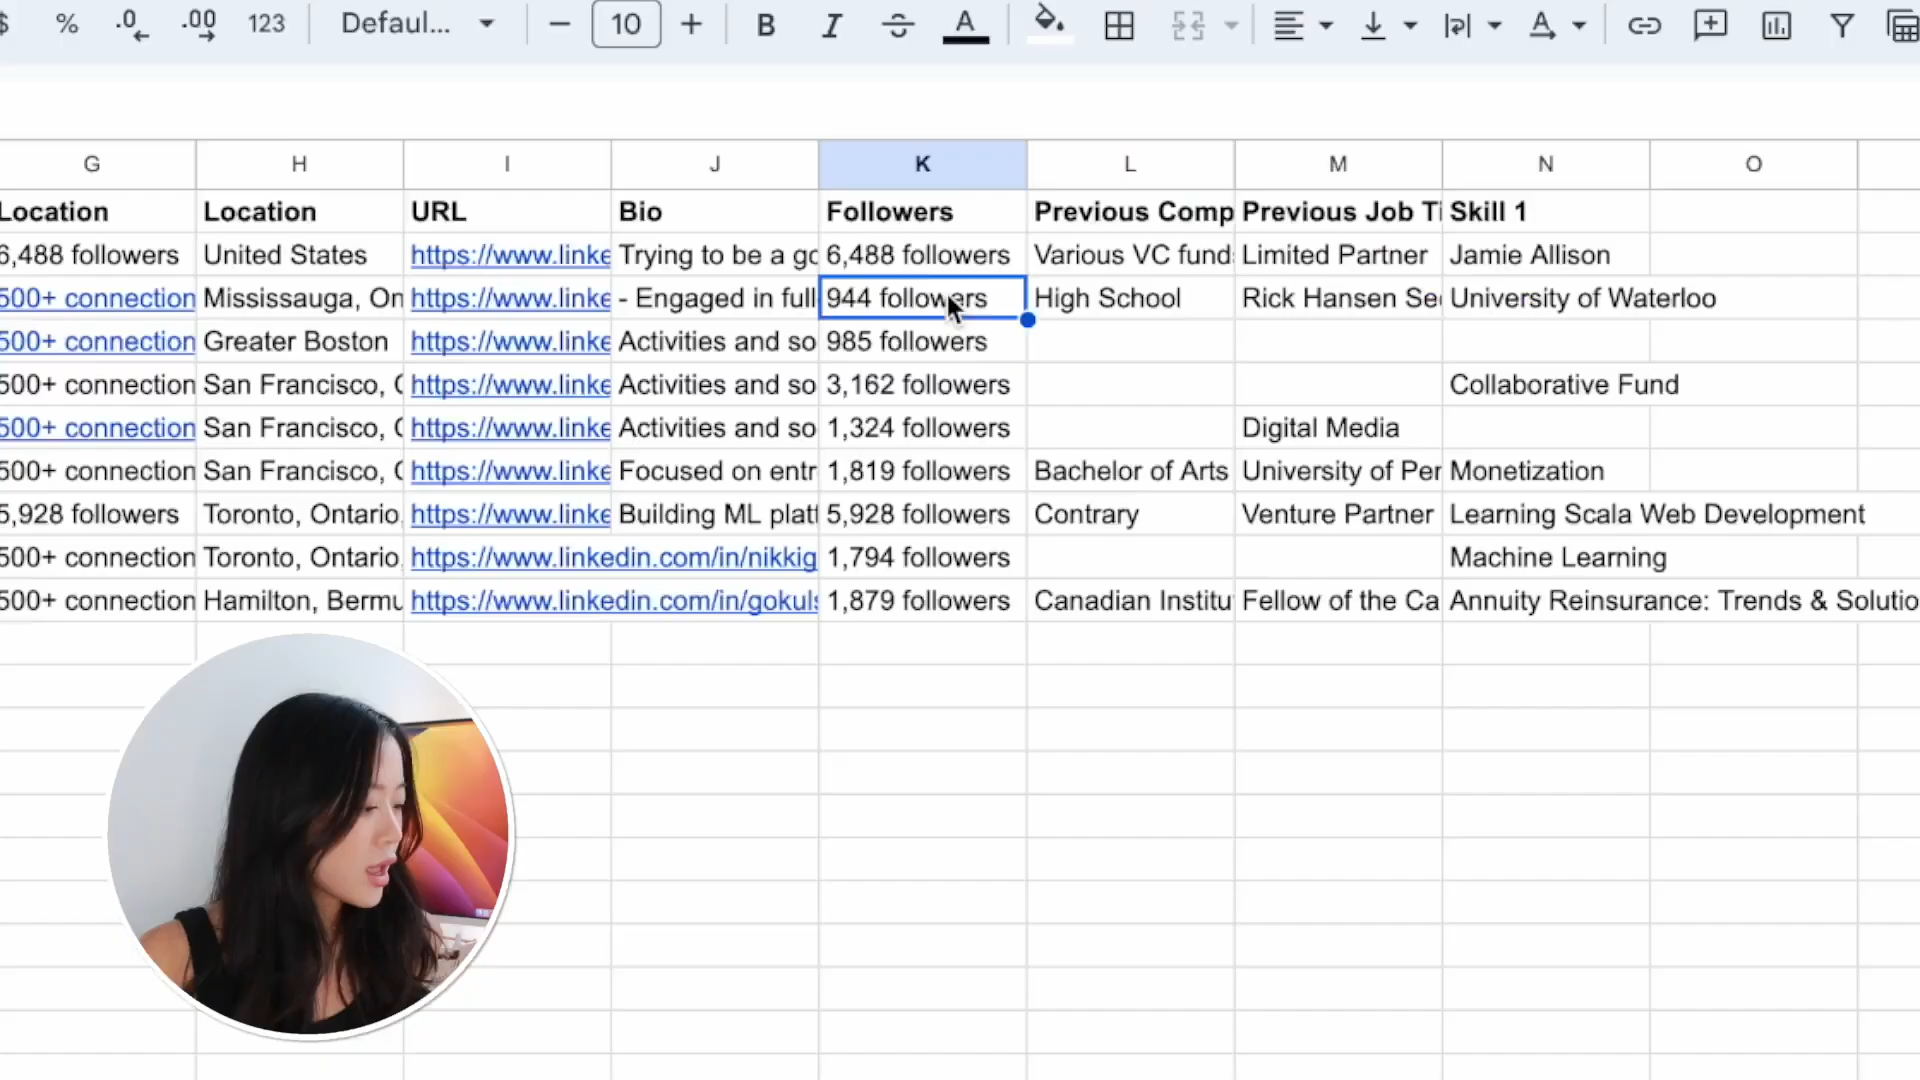 $ % .0 .00 123 Defaul... 10 B I S A A
G H I J K L M N O
Location Location URL Bio Followers Previous Comp Previous Job Ti Skill 1
6,488 followers United States https://www.linke Trying to be a go 6,488 followers Various VC funds Limited Partner Jamie Allison
500+ connection Mississauga, On https://www.linke - Engaged in full 944 followers High School Rick Hansen Sec University of Waterloo
500+ connection Greater Boston https://www.linke Activities and so 985 followers
500+ connection San Francisco, C https://www.linke Activities and so 3,162 followers Collaborative Fund
500+ connection San Francisco, C https://www.linke Activities and so 1,324 followers Digital Media
500+ connection San Francisco, C https://www.linke Focused on entr 1,819 followers Bachelor of Arts University of Per Monetization
5,928 followers Toronto, Ontario, https://www.linke Building ML platf 5,928 followers Contrary Venture Partner Learning Scala Web Development
500+ connection Toronto, Ontario, https://www.linkedin.com/in/nikkig 1,794 followers Machine Learning
500+ connection Hamilton, Bermu https://www.linkedin.com/in/gokuls 1,879 followers Canadian Institu Fellow of the Ca Annuity Reinsurance: Trends & Solutio